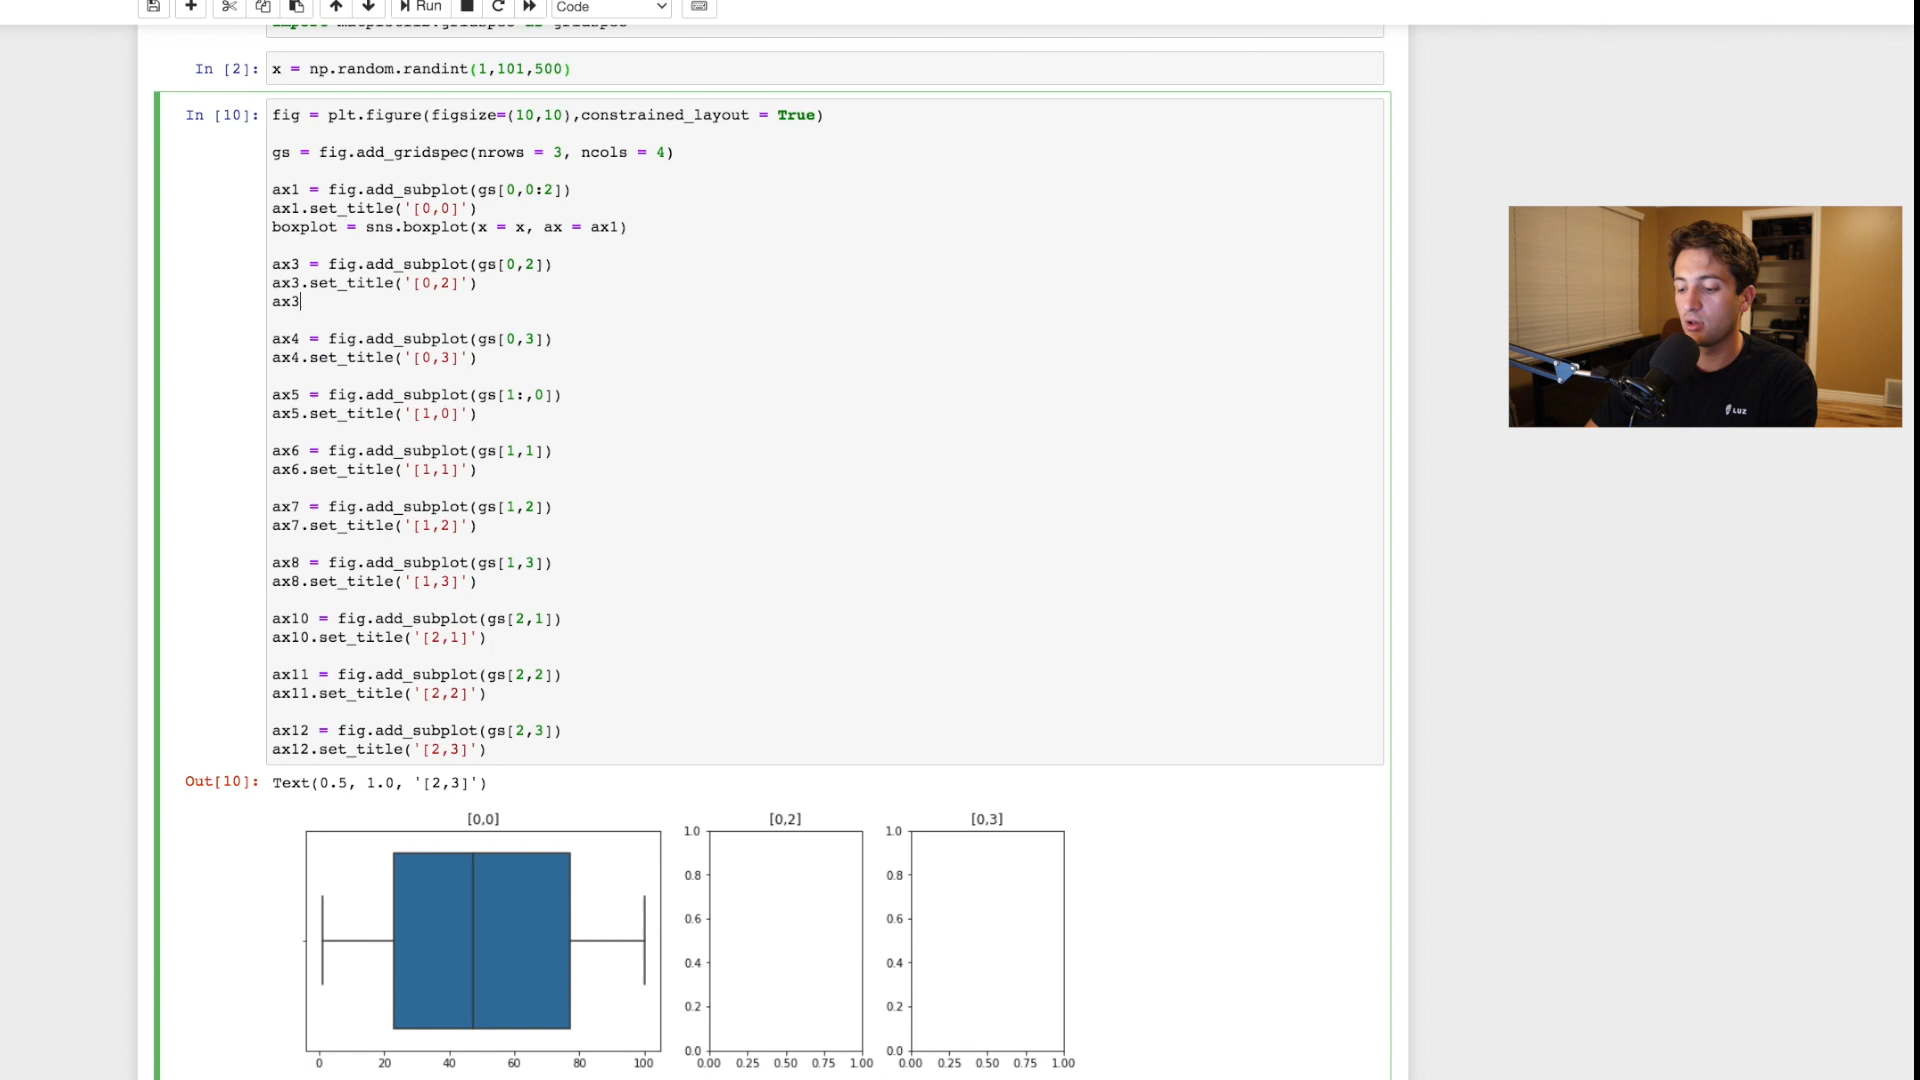 Run
Code
import matplotlib.gridspec as gridspec
In [2]: x = np.random.randint(1,101,500)
In [10]: fig = plt.figure(figsize=(10,10),constrained_layout = True)
gs = fig.add_gridspec(nrows = 3, ncols = 4)
ax1 = fig.add_subplot(gs[0,0:2])
ax1.set_title('[0,0]')
boxplot = sns.boxplot(x = x, ax = ax1)
ax3 = fig.add_subplot(gs[0,2])
ax3.set_title('[0,2]')
ax3
ax4 = fig.add_subplot(gs[0,3])
ax4.set_title('[0,3]')
ax5 = fig.add_subplot(gs[1:,0])
ax5.set_title('[1,0]')
ax6 = fig.add_subplot(gs[1,1])
ax6.set_title('[1,1]')
ax7 = fig.add_subplot(gs[1,2])
ax7.set_title('[1,2]')
ax8 = fig.add_subplot(gs[1,3])
ax8.set_title('[1,3]')
ax10 = fig.add_subplot(gs[2,1])
ax10.set_title('[2,1]')
ax11 = fig.add_subplot(gs[2,2])
ax11.set_title('[2,2]')
ax12 = fig.add_subplot(gs[2,3])
ax12.set_title('[2,3]')
Out[10]: Text(0.5, 1.0, '[2,3]')
[0,0] [0,2] [0,3]
1.0 1.0
0.8 0.8
0.6 0.6
0.4 0.4
0.2 0.2
0.0 0.0
0 20 40 60 80 100 0.00 0.25 0.50 0.75 1.00 0.00 0.25 0.50 0.75 1.00
LUZ